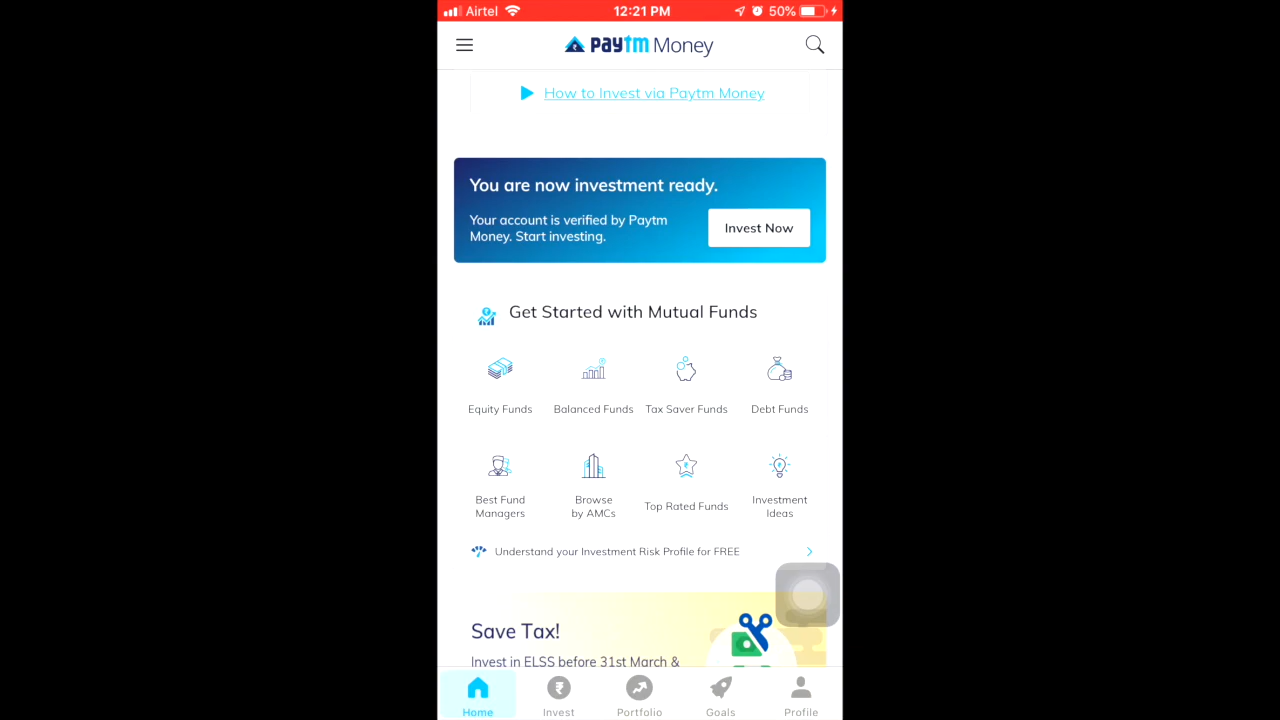 Airtel
12:21 PM
50%
paytm Money
How to Invest via Paytm Money
You are now investment ready.
Your account is verified by Paytm
Money. Start investing.
Invest Now
Get Started with Mutual Funds
Equity Funds
Balanced Funds
Tax Saver Funds
Debt Funds
Best Fund
Managers
Browse
by AMCs
Top Rated Funds
Investment
Ideas
Understand your Investment Risk Profile for FREE
Save Tax!
Invest in ELSS before 31st March &
Home
Invest
Portfolio
Goals
Profile